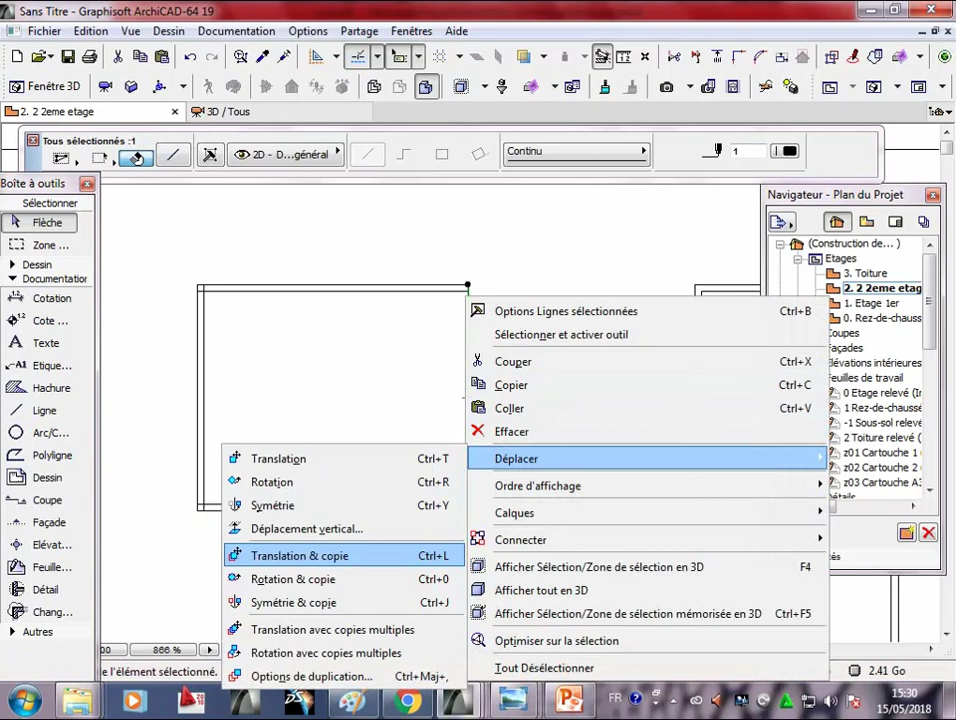 Sans Titre - Graphisoft ArchiCAD-64 19
Fichier Edition Vue Dessin Documentation Options Partage Fenêtres Aide
Fenêtre 3D
2. 2 2eme etage
3D / Tous
Tous sélectionnés :1
2D - D...général
Continu
1
Boîte à outils
Sélectionner
Flèche
Zone ...
Dessin
Documentation
Cotation
Cote ...
Texte
Etique...
Hachure
Ligne
Arc/C...
Polyligne
Dessin
Coupe
Façade
Elévat...
Feuille...
Détail
Chang...
Autres
Navigateur - Plan du Projet
(Construction de... )
Etages
3. Toiture
2. 2 2eme etag
1. Etage 1er
0. Rez-de-chauss
Coupes
Façades
Elévations intérieures
Feuilles de travail
0 Etage relevé (In
1 Rez-de-chaussé
-1 Sous-sol relevé
2 Toiture relevé (
z01 Cartouche 1
z02 Cartouche 2
z03 Cartouche A3
Détails
Options Lignes sélectionnées Ctrl+B
Sélectionner et activer outil
Couper Ctrl+X
Copier Ctrl+C
Coller Ctrl+V
Effacer
Déplacer
Ordre d'affichage
Calques
Connecter
Afficher Sélection/Zone de sélection en 3D F4
Afficher tout en 3D
Afficher Sélection/Zone de sélection mémorisée en 3D Ctrl+F5
Optimiser sur la sélection
Tout Désélectionner
Translation Ctrl+T
Rotation Ctrl+R
Symétrie Ctrl+Y
Déplacement vertical...
Translation & copie Ctrl+L
Rotation & copie Ctrl+0
Symétrie & copie Ctrl+J
Translation avec copies multiples
Rotation avec copies multiples
Options de duplication... Ctrl+Maj+,
00 866 %
e l'élément sélectionné.
2.41 Go
FR
15:30
15/05/2018